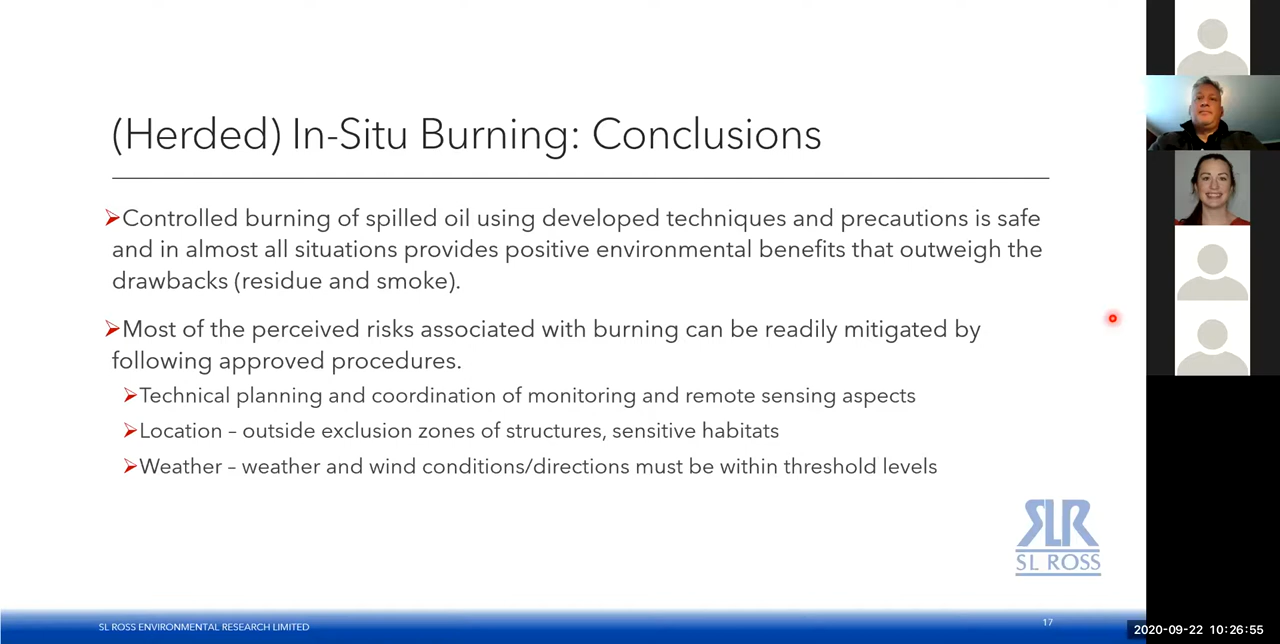 (Herded) In-Situ Burning: Conclusions
➢Controlled burning of spilled oil using developed techniques and precautions is safe
and in almost all situations provides positive environmental benefits that outweigh the
drawbacks (residue and smoke).
➢Most of the perceived risks associated with burning can be readily mitigated by
following approved procedures.
➢Technical planning and coordination of monitoring and remote sensing aspects
➢Location – outside exclusion zones of structures, sensitive habitats
➢Weather – weather and wind conditions/directions must be within threshold levels
SLR
SL ROSS
SL ROSS ENVIRONMENTAL RESEARCH LIMITED
17
2020-09-22 10:26:55